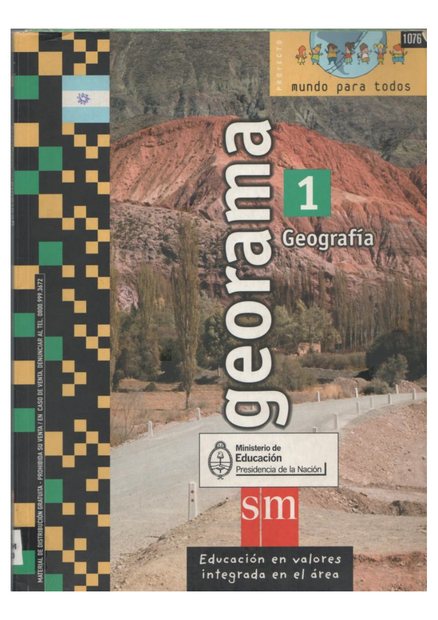 1076
PROYECTO
mundo para todos
georama
1
Geografía
Ministerio de
Educación
Presidencia de la Nación
sm
Educación en valores
integrada en el área
MATERIAL DE DISTRIBUCIÓN GRATUITA - PROHIBIDA SU VENTA / EN CASO DE VENTA, DENUNCIAR AL TEL. 0800 999 3672